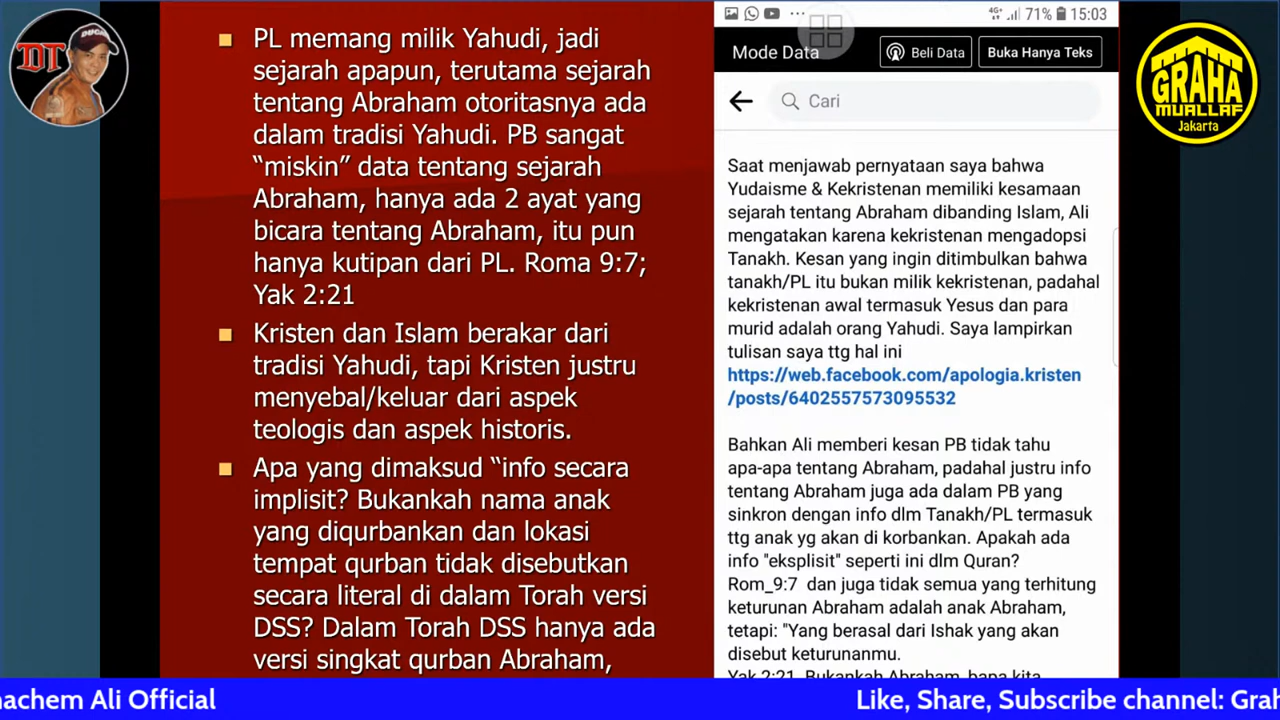 DT
DUCATI
PL memang milik Yahudi, jadi
sejarah apapun, terutama sejarah
tentang Abraham otoritasnya ada
dalam tradisi Yahudi. PB sangat
“miskin” data tentang sejarah
Abraham, hanya ada 2 ayat yang
bicara tentang Abraham, itu pun
hanya kutipan dari PL. Roma 9:7;
Yak 2:21
Kristen dan Islam berakar dari
tradisi Yahudi, tapi Kristen justru
menyebal/keluar dari aspek
teologis dan aspek historis.
Apa yang dimaksud “info secara
implisit? Bukankah nama anak
yang diqurbankan dan lokasi
tempat qurban tidak disebutkan
secara literal di dalam Torah versi
DSS? Dalam Torah DSS hanya ada
versi singkat qurban Abraham,
4G+ 71% 15:03
Mode Data Beli Data Buka Hanya Teks
Cari
Saat menjawab pernyataan saya bahwa
Yudaisme & Kekristenan memiliki kesamaan
sejarah tentang Abraham dibanding Islam, Ali
mengatakan karena kekristenan mengadopsi
Tanakh. Kesan yang ingin ditimbulkan bahwa
tanakh/PL itu bukan milik kekristenan, padahal
kekristenan awal termasuk Yesus dan para
murid adalah orang Yahudi. Saya lampirkan
tulisan saya ttg hal ini
https://web.facebook.com/apologia.kristen
/posts/6402557573095532
Bahkan Ali memberi kesan PB tidak tahu
apa-apa tentang Abraham, padahal justru info
tentang Abraham juga ada dalam PB yang
sinkron dengan info dlm Tanakh/PL termasuk
ttg anak yg akan di korbankan. Apakah ada
info "eksplisit" seperti ini dlm Quran?
Rom_9:7 dan juga tidak semua yang terhitung
keturunan Abraham adalah anak Abraham,
tetapi: "Yang berasal dari Ishak yang akan
disebut keturunanmu.
Yak 2:21 Bukankah Abraham, bapa kita
GRAHA
MUALLAF
Jakarta
nachem Ali Official
Like, Share, Subscribe channel: Grah